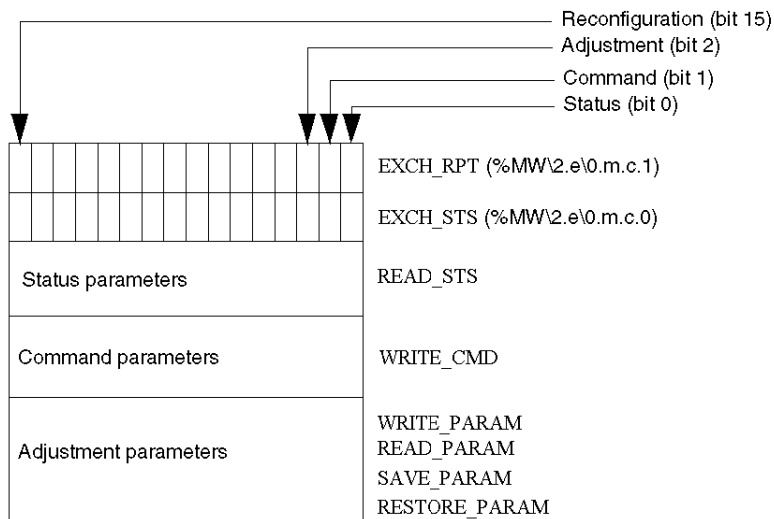 Reconfiguration (bit 15)
Adjustment (bit 2)
Command (bit 1)
Status (bit 0)
EXCH_RPT (%MW\2.e\0.m.c.1)
EXCH_STS (%MW\2.e\0.m.c.0)
Status parameters READ_STS
Command parameters WRITE_CMD
WRITE_PARAM
Adjustment parameters READ_PARAM
SAVE_PARAM
RESTORE_PARAM